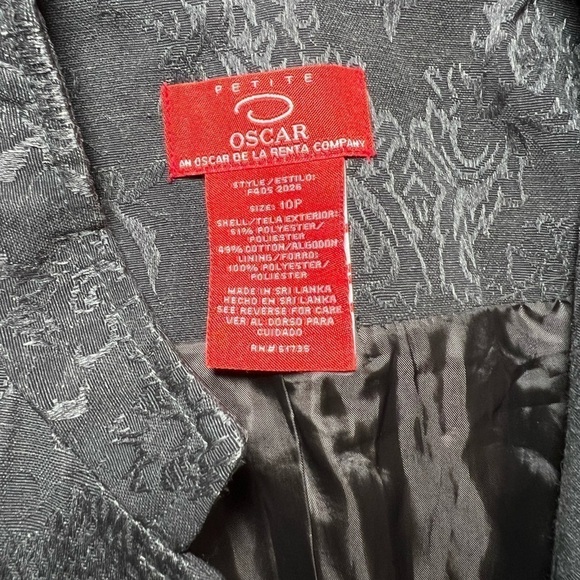 PETITE
OSCAR
AN OSCAR DE LA RENTA COMPANY
STYLE/ESTILO:
F905 2026
SIZE: 10P
SHELL/TELA EXTERIOR:
51% POLYESTER/
POLIESTER
49% COTTON/ALGODON
LINING/FORRO:
100% POLYESTER/
POLIESTER
MADE IN SRI LANKA
HECHO EN SRI LANKA
SEE REVERSE FOR CARE
VER AL DORSO PARA
CUIDADO
RN# 61735